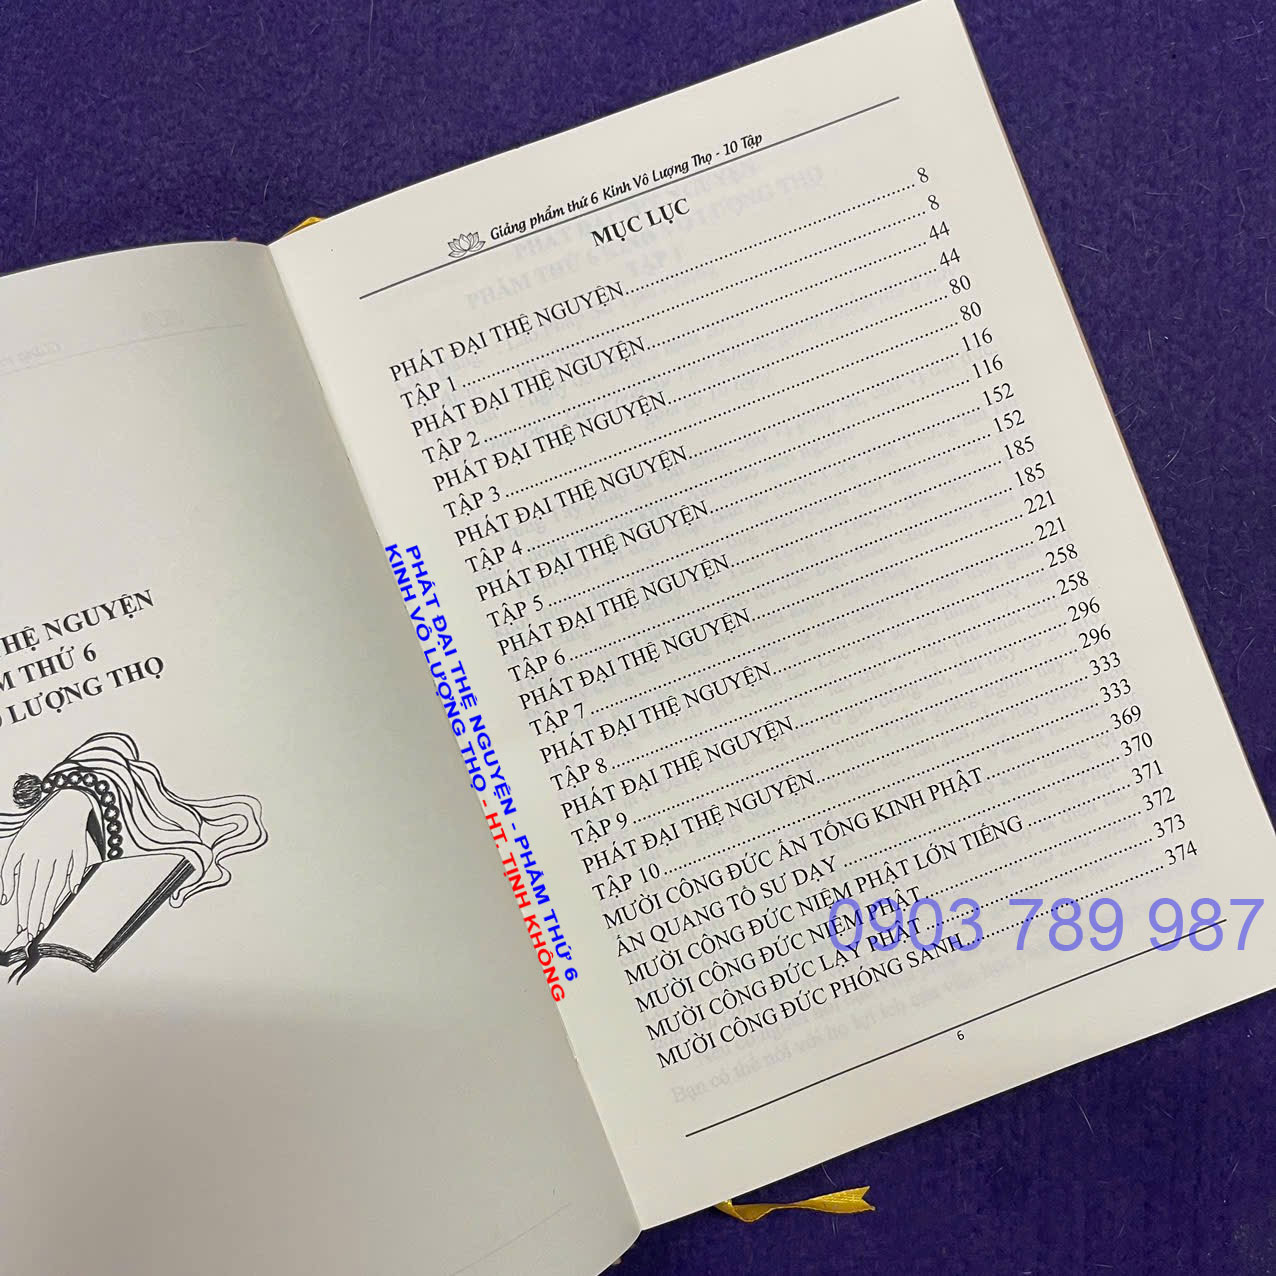 THỆ NGUYỆN
THỨ 6
LƯỢNG THỌ
PHÁT ĐẠI THỆ NGUYỆN - PHẨM THỨ 6
KINH VÔ LƯỢNG THỌ - HT. TỊNH KHÔNG
Giảng phẩm thứ 6 Kinh Vô Lượng Thọ - 10 Tập
MỤC LỤC
PHÁT ĐẠI THỆ NGUYỆN 8
TẬP 1 8
PHÁT ĐẠI THỆ NGUYỆN 44
TẬP 2 44
PHÁT ĐẠI THỆ NGUYỆN 80
TẬP 3 80
PHÁT ĐẠI THỆ NGUYỆN 116
TẬP 4 116
PHÁT ĐẠI THỆ NGUYỆN 152
TẬP 5 152
PHÁT ĐẠI THỆ NGUYỆN 185
TẬP 6 185
PHÁT ĐẠI THỆ NGUYỆN 221
TẬP 7 221
PHÁT ĐẠI THỆ NGUYỆN 258
TẬP 8 258
PHÁT ĐẠI THỆ NGUYỆN 296
TẬP 9 296
PHÁT ĐẠI THỆ NGUYỆN 333
TẬP 10 333
MƯỜI CÔNG ĐỨC ẤN TỐNG KINH PHẬT 369
ẤN QUANG TỔ SƯ DẠY 370
MƯỜI CÔNG ĐỨC NIỆM PHẬT LỚN TIẾNG 371
MƯỜI CÔNG ĐỨC NIỆM PHẬT 372
MƯỜI CÔNG ĐỨC LẠY PHẬT 373
MƯỜI CÔNG ĐỨC PHÓNG SANH 374
0903 789 987
6